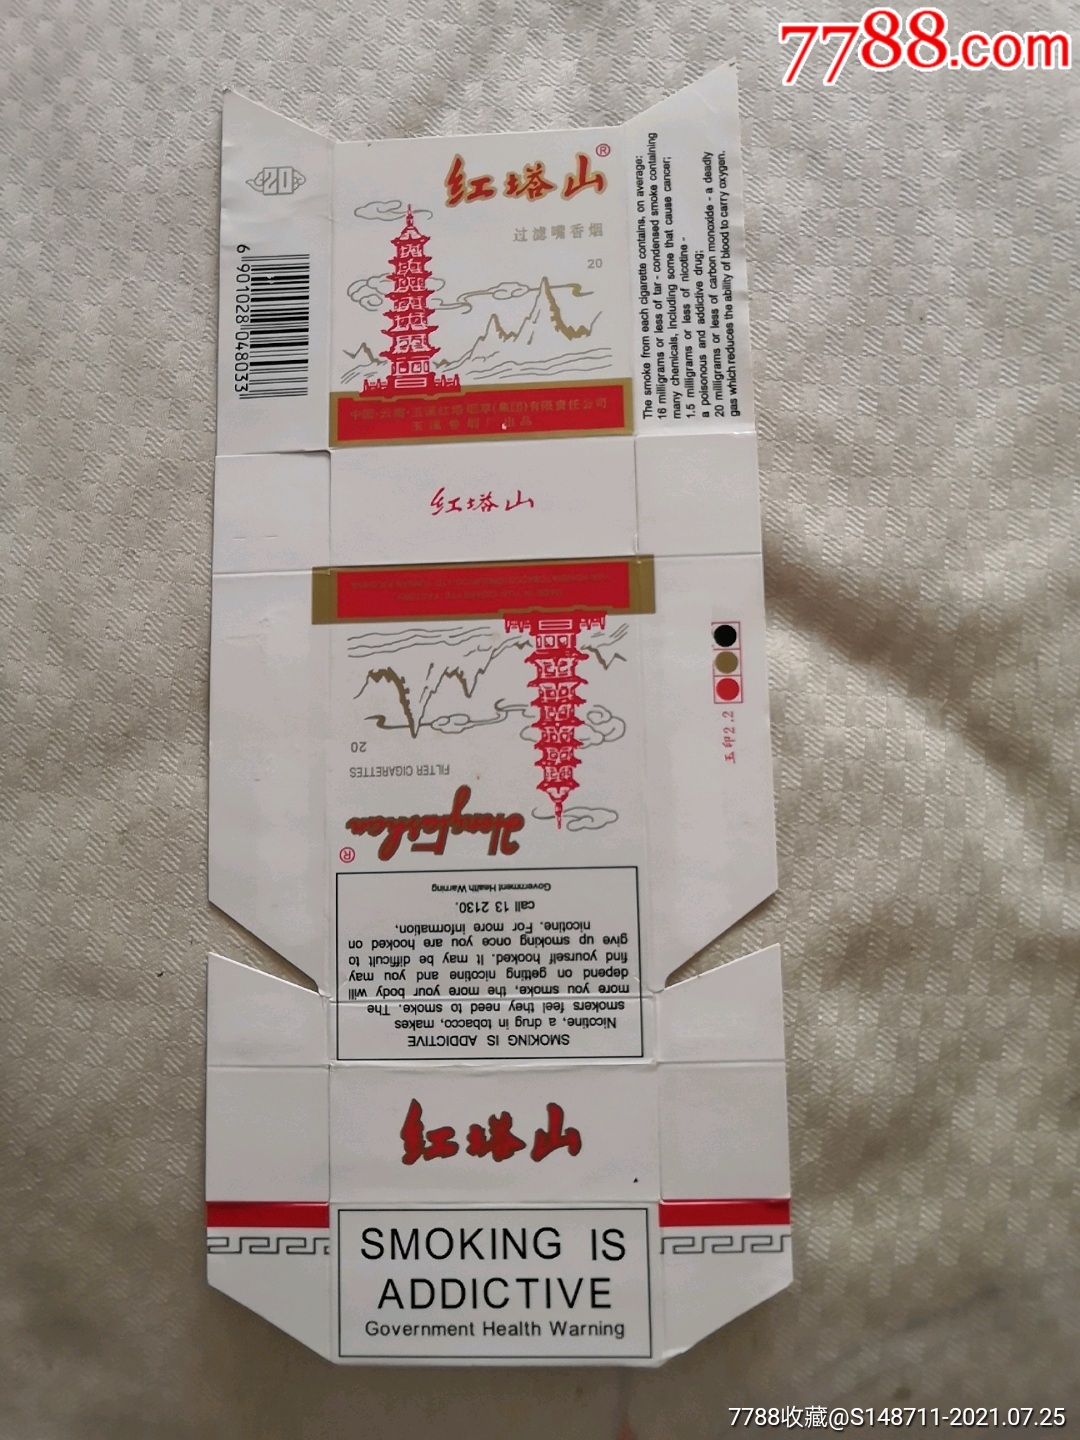 7788.com
红塔山®
过滤嘴香烟
20
中国·云南·玉溪红塔烟草(集团)有限责任公司
玉溪卷烟厂出品
20
6 901028 048033
The smoke from each cigarette contains, on average:
16 milligrams or less of tar - condensed smoke containing
many chemicals, including some that cause cancer;
1.5 milligrams or less of nicotine -
a poisonous and addictive drug;
20 milligrams or less of carbon monoxide - a deadly
gas which reduces the ability of blood to carry oxygen.
红塔山
玉印2.2
20
FILTER CIGARETTES
Hongtashan®
SMOKING IS ADDICTIVE
Nicotine, a drug in tobacco, makes
smokers feel they need to smoke. The
more you smoke, the more your body will
depend on getting nicotine and you may
find yourself hooked. It may be difficult to
give up smoking once you are hooked on
nicotine. For more information,
call 13 2130.
Government Health Warning
红塔山
SMOKING IS
ADDICTIVE
Government Health Warning
7788收藏@S148711-2021.07.25